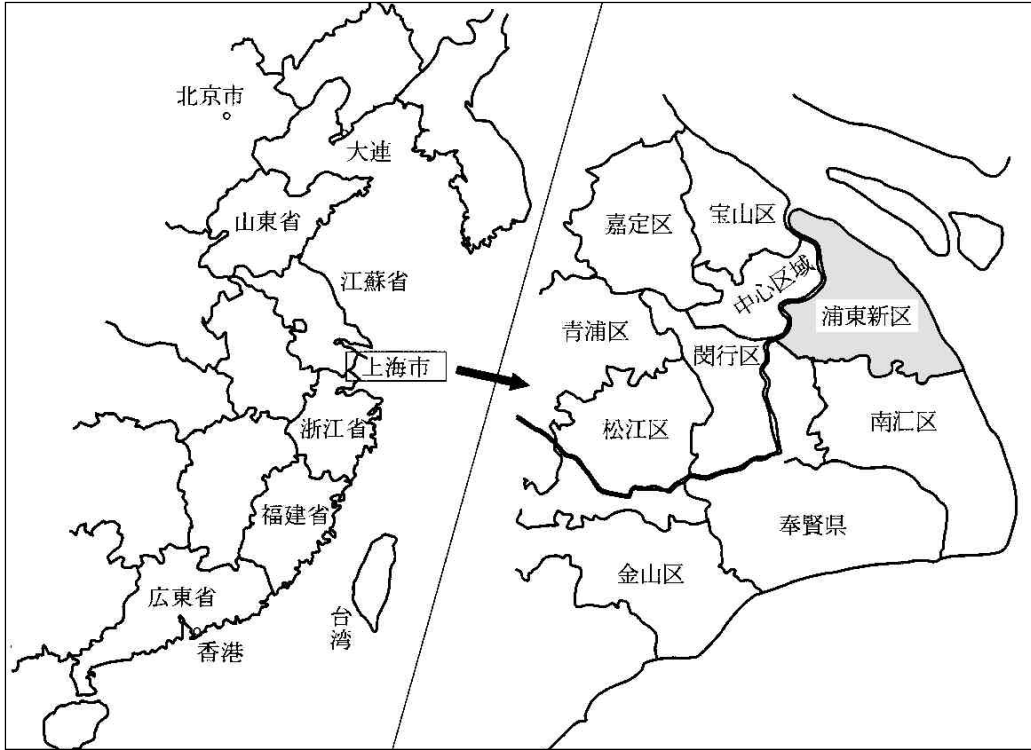 北京市
大連
山東省
江蘇省
上海市
浙江省
福建省
広東省
香港
台湾
嘉定区
宝山区
中心区域
浦東新区
青浦区
閔行区
松江区
南汇区
奉賢県
金山区